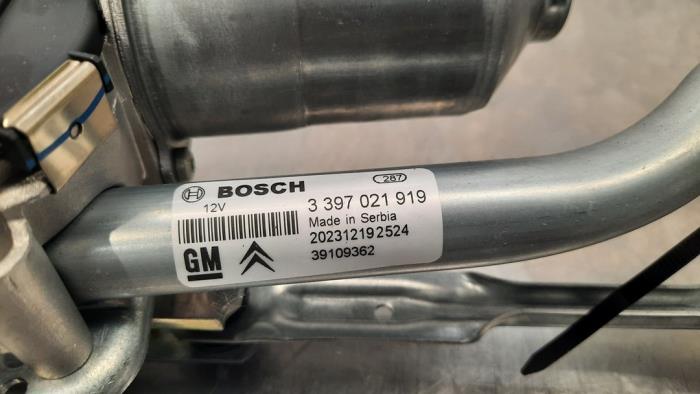 BOSCH 287
12V 3 397 021 919
Made in Serbia
202312192524
GM 39109362